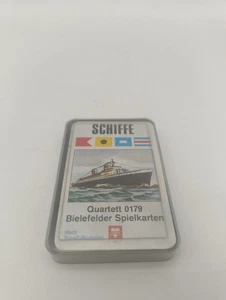 SCHIFFE
Quartett 0179
Bielefelder Spielkarten